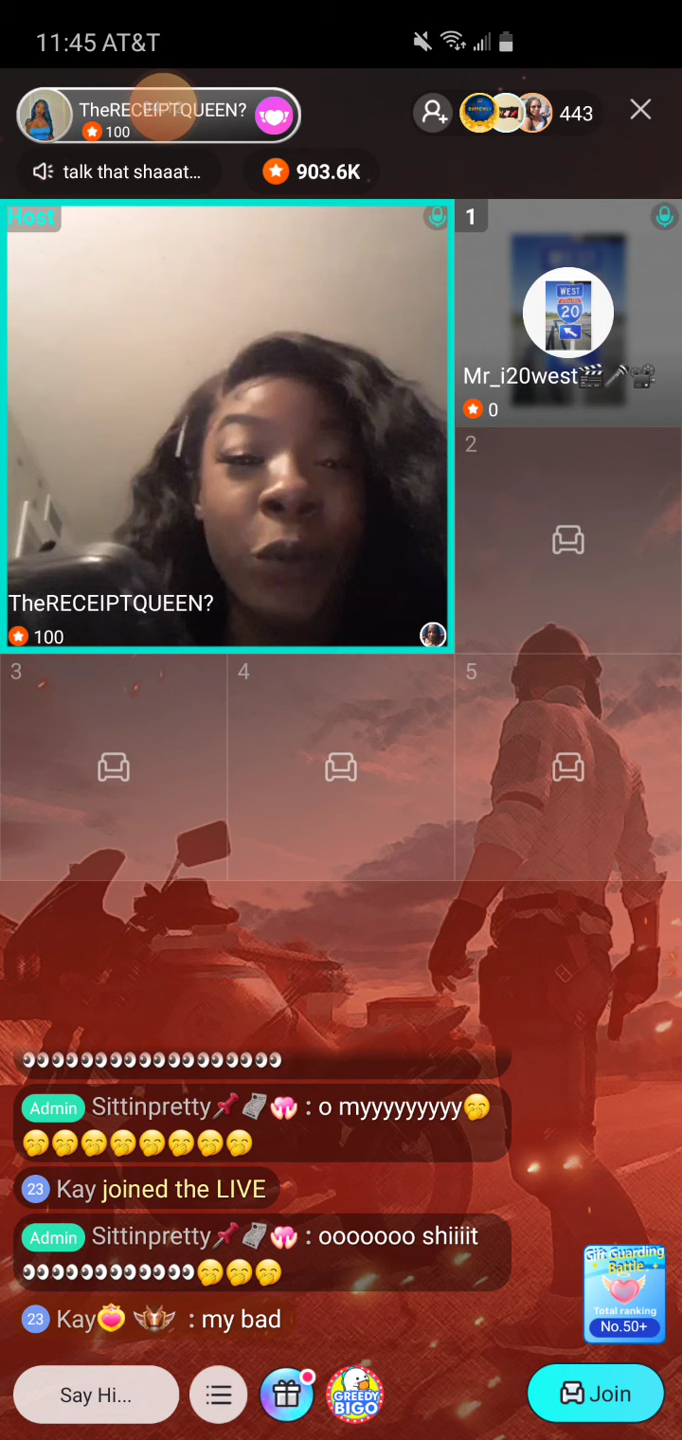 11:45 AT&T
TheRECEIPTQUEEN?
100
443
talk that shaaat...
903.6K
Host
1
WEST
20
Mr_i20west🎬🎤📽
0
2
TheRECEIPTQUEEN?
100
3
4
5
👀👀👀👀👀👀👀👀👀👀👀👀👀👀👀👀👀👀
Admin Sittinpretty📌🗞💝 : o myyyyyyyyy🤭
🤭🤭🤭🤭🤭🤭🤭🤭
23 Kay joined the LIVE
Admin Sittinpretty📌🗞💝 : ooooooo shiiiit
👀👀👀👀👀👀👀👀👀👀👀👀🤭🤭🤭
23 Kay : my bad
Gift Guarding
Battle
Total ranking
No.50+
Say Hi...
GREEDY
BIGO
Join